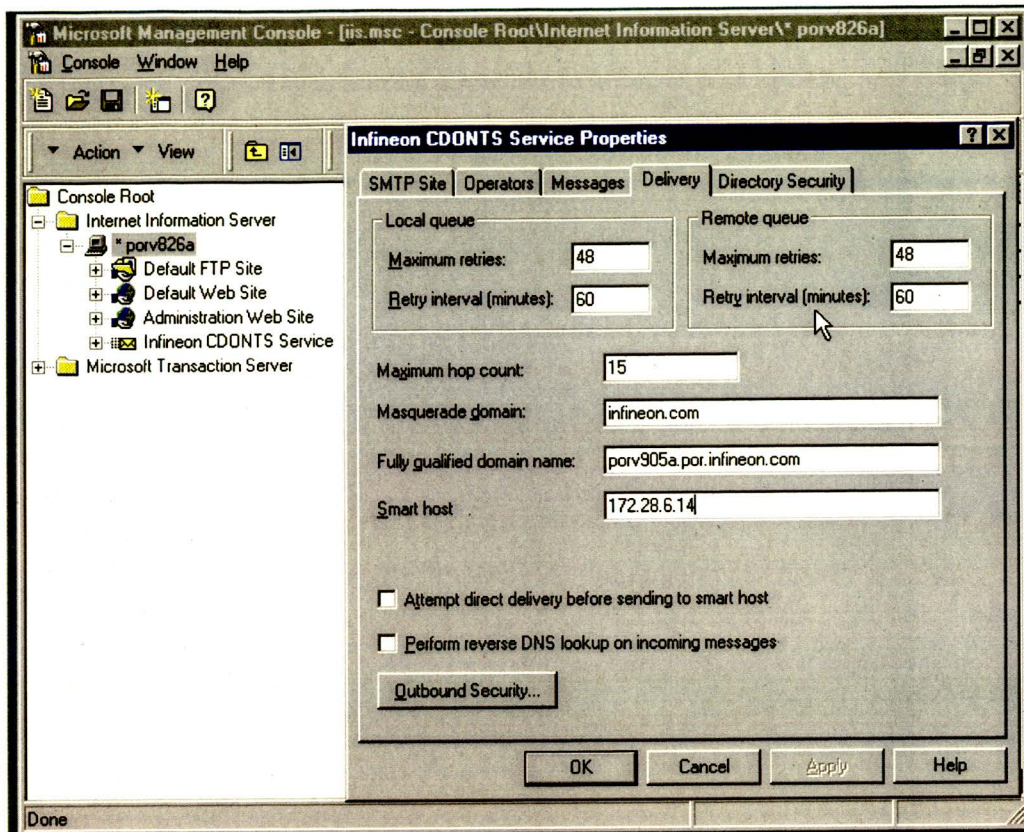 Microsoft Management Console - [iis.msc - Console Root\Internet Information Server\* porv826a]
Console Window Help
Action View
Console Root
Internet Information Server
* porv826a
Default FTP Site
Default Web Site
Administration Web Site
Infineon CDONTS Service
Microsoft Transaction Server
Infineon CDONTS Service Properties
SMTP Site Operators Messages Delivery Directory Security
Local queue
Maximum retries: 48
Retry interval (minutes): 60
Remote queue
Maximum retries: 48
Retry interval (minutes): 60
Maximum hop count: 15
Masquerade domain: infineon.com
Fully qualified domain name: porv905a.por.infineon.com
Smart host 172.28.6.14
Attempt direct delivery before sending to smart host
Perform reverse DNS lookup on incoming messages
Outbound Security...
OK Cancel Apply Help
Done